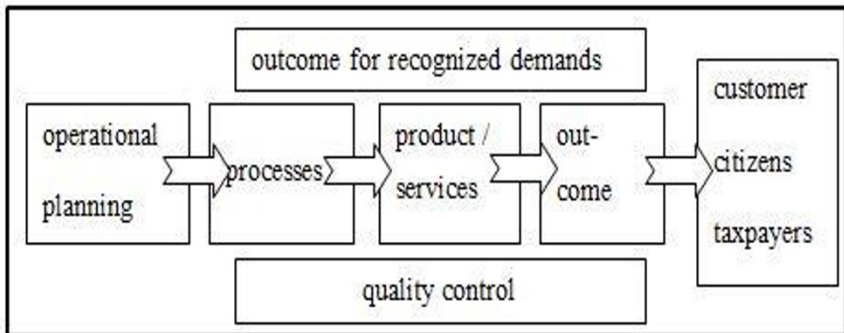 outcome for recognized demands
operational
planning
processes
product /
services
out-
come
customer
citizens
taxpayers
quality control